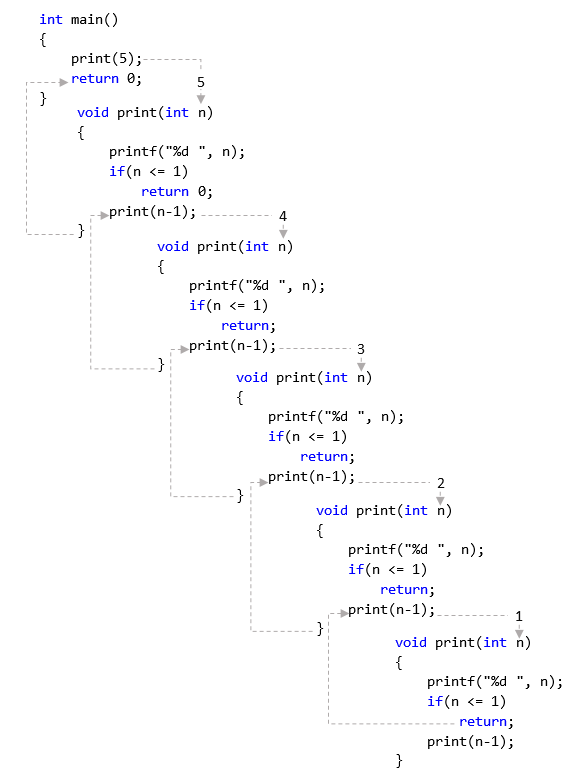 int main()
{
print(5);
return 0;
5
}
void print(int n)
{
printf("%d ", n);
if(n <= 1)
return 0;
print(n-1);
4
}
void print(int n)
{
printf("%d ", n);
if(n <= 1)
return;
print(n-1);
3
}
void print(int n)
{
printf("%d ", n);
if(n <= 1)
return;
print(n-1);
2
}
void print(int n)
{
printf("%d ", n);
if(n <= 1)
return;
print(n-1);
1
}
void print(int n)
{
printf("%d ", n);
if(n <= 1)
return;
print(n-1);
}